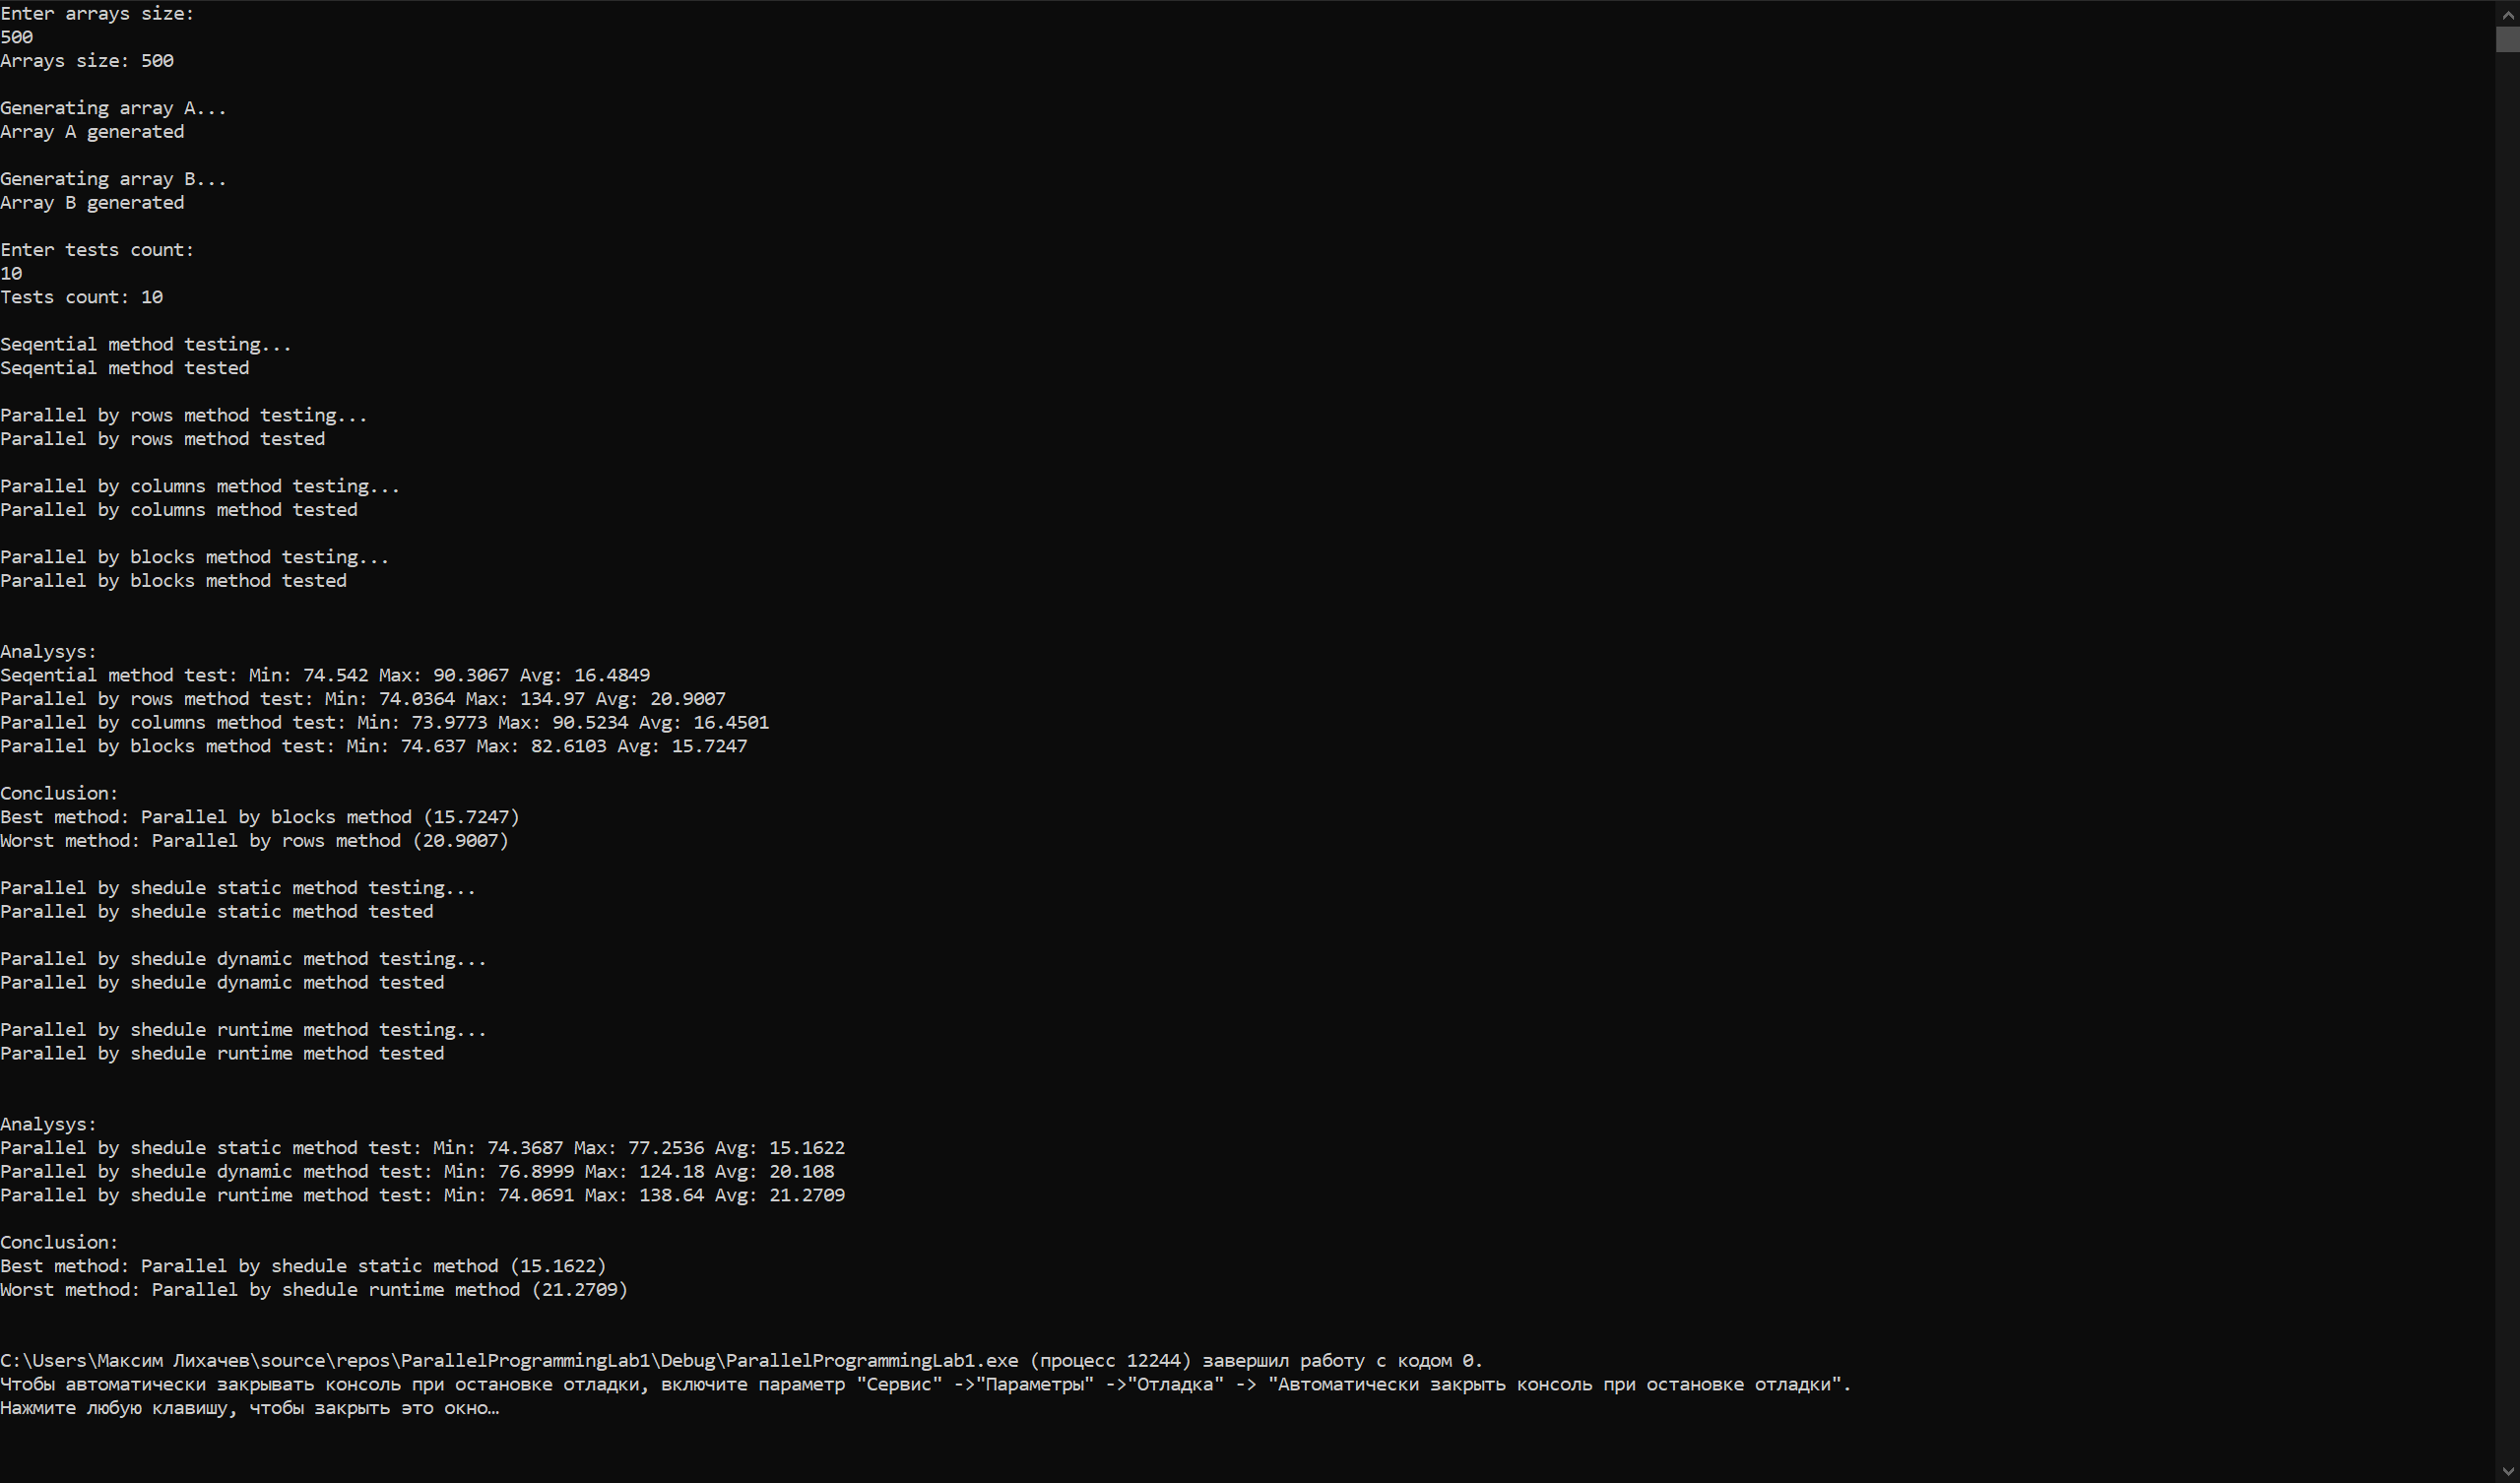 Enter arrays size:
500
Arrays size: 500
Generating array A...
Array A generated
Generating array B...
Array B generated
Enter tests count:
10
Tests count: 10
Seqential method testing...
Seqential method tested
Parallel by rows method testing...
Parallel by rows method tested
Parallel by columns method testing...
Parallel by columns method tested
Parallel by blocks method testing...
Parallel by blocks method tested
Analysys:
Seqential method test: Min: 74.542 Max: 90.3067 Avg: 16.4849
Parallel by rows method test: Min: 74.0364 Max: 134.97 Avg: 20.9007
Parallel by columns method test: Min: 73.9773 Max: 90.5234 Avg: 16.4501
Parallel by blocks method test: Min: 74.637 Max: 82.6103 Avg: 15.7247
Conclusion:
Best method: Parallel by blocks method (15.7247)
Worst method: Parallel by rows method (20.9007)
Parallel by shedule static method testing...
Parallel by shedule static method tested
Parallel by shedule dynamic method testing...
Parallel by shedule dynamic method tested
Parallel by shedule runtime method testing...
Parallel by shedule runtime method tested
Analysys:
Parallel by shedule static method test: Min: 74.3687 Max: 77.2536 Avg: 15.1622
Parallel by shedule dynamic method test: Min: 76.8999 Max: 124.18 Avg: 20.108
Parallel by shedule runtime method test: Min: 74.0691 Max: 138.64 Avg: 21.2709
Conclusion:
Best method: Parallel by shedule static method (15.1622)
Worst method: Parallel by shedule runtime method (21.2709)
C:\Users\Максим Лихачев\source\repos\ParallelProgrammingLab1\Debug\ParallelProgrammingLab1.exe (процесс 12244) завершил работу с кодом 0.
Чтобы автоматически закрывать консоль при остановке отладки, включите параметр "Сервис" ->"Параметры" ->"Отладка" -> "Автоматически закрыть консоль при остановке отладки".
Нажмите любую клавишу, чтобы закрыть это окно…